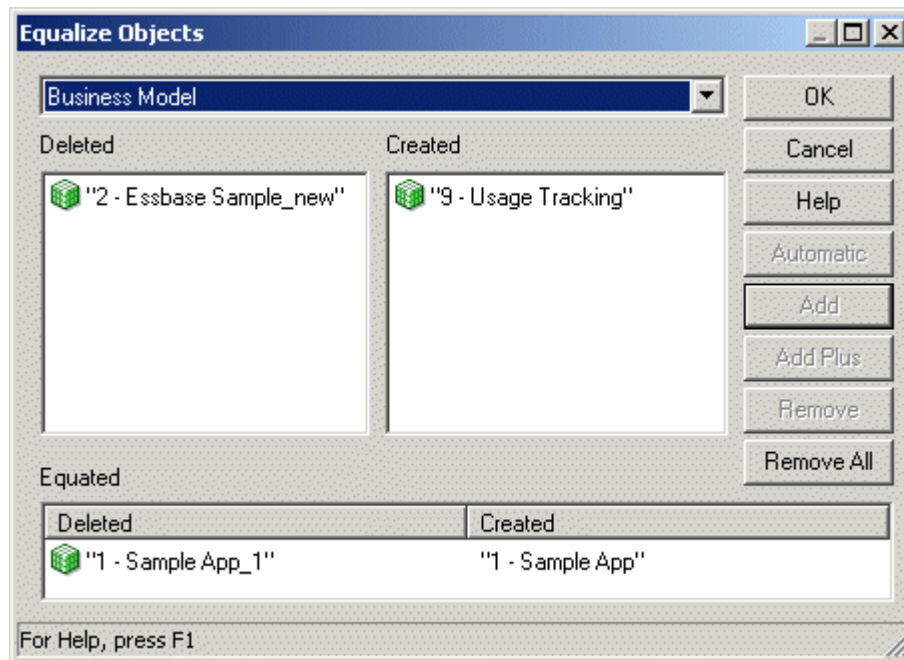 Equalize Objects
Business Model
OK
Deleted
Created
Cancel
"2 - Essbase Sample_new"
"9 - Usage Tracking"
Help
Automatic
Add
Add Plus
Remove
Remove All
Equated
Deleted
Created
"1 - Sample App_1"
"1 - Sample App"
For Help, press F1